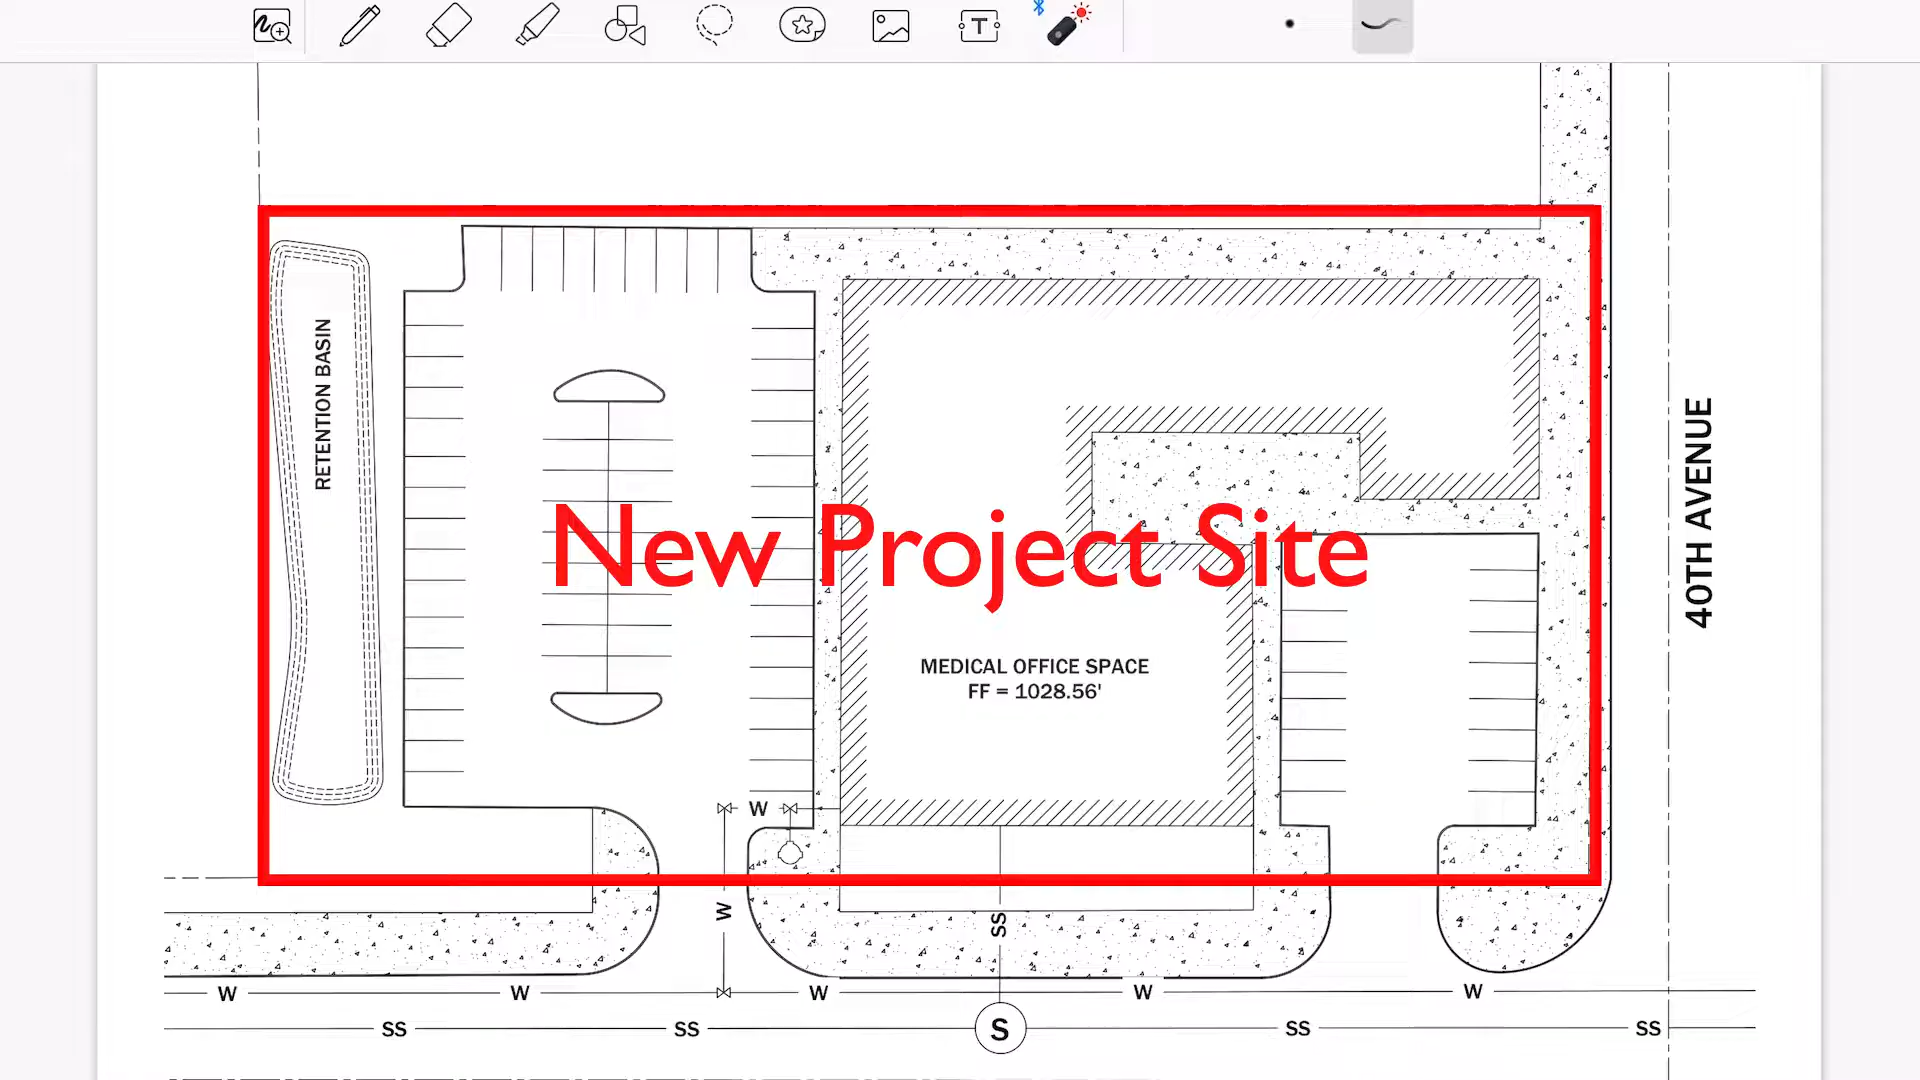 T
RETENTION BASIN
40TH AVENUE
New Project Site
MEDICAL OFFICE SPACE
FF = 1028.56'
W
W
SS
W
W
W
W
W
SS
SS
S
SS
SS